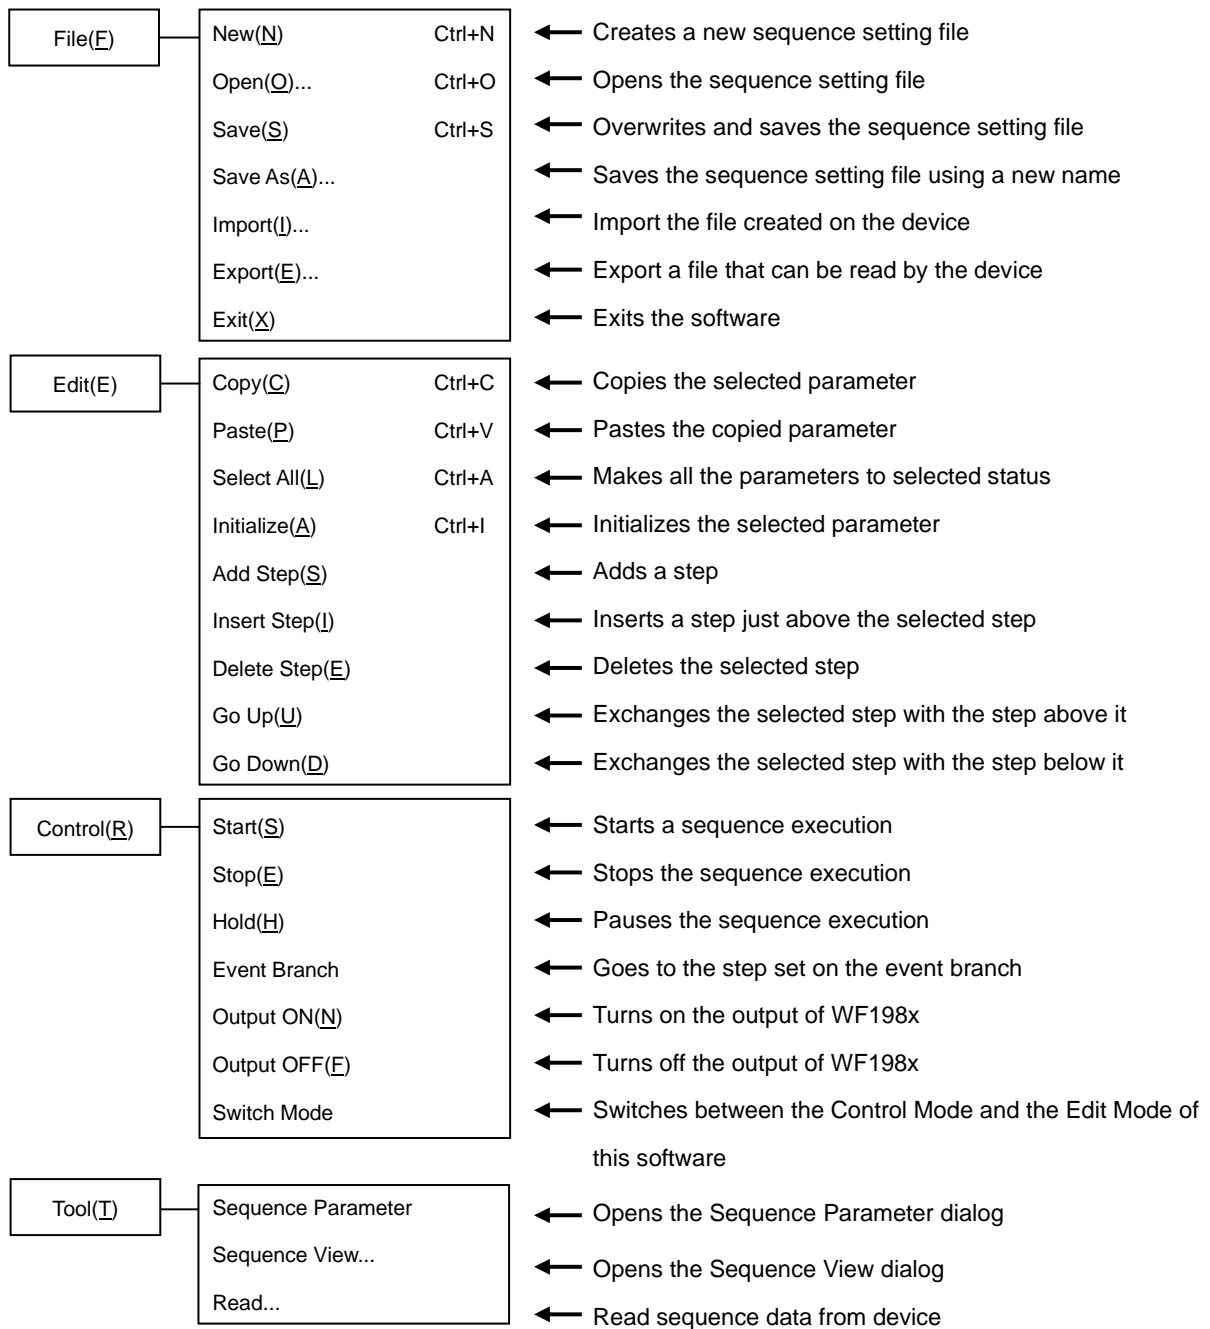 File(F)
New(N) Ctrl+N Creates a new sequence setting file
Open(O)... Ctrl+O Opens the sequence setting file
Save(S) Ctrl+S Overwrites and saves the sequence setting file
Save As(A)... Saves the sequence setting file using a new name
Import(I)... Import the file created on the device
Export(E)... Export a file that can be read by the device
Exit(X) Exits the software
Edit(E)
Copy(C) Ctrl+C Copies the selected parameter
Paste(P) Ctrl+V Pastes the copied parameter
Select All(L) Ctrl+A Makes all the parameters to selected status
Initialize(A) Ctrl+I Initializes the selected parameter
Add Step(S) Adds a step
Insert Step(I) Inserts a step just above the selected step
Delete Step(E) Deletes the selected step
Go Up(U) Exchanges the selected step with the step above it
Go Down(D) Exchanges the selected step with the step below it
Control(R)
Start(S) Starts a sequence execution
Stop(E) Stops the sequence execution
Hold(H) Pauses the sequence execution
Event Branch Goes to the step set on the event branch
Output ON(N) Turns on the output of WF198x
Output OFF(F) Turns off the output of WF198x
Switch Mode Switches between the Control Mode and the Edit Mode of
this software
Tool(T)
Sequence Parameter Opens the Sequence Parameter dialog
Sequence View... Opens the Sequence View dialog
Read... Read sequence data from device